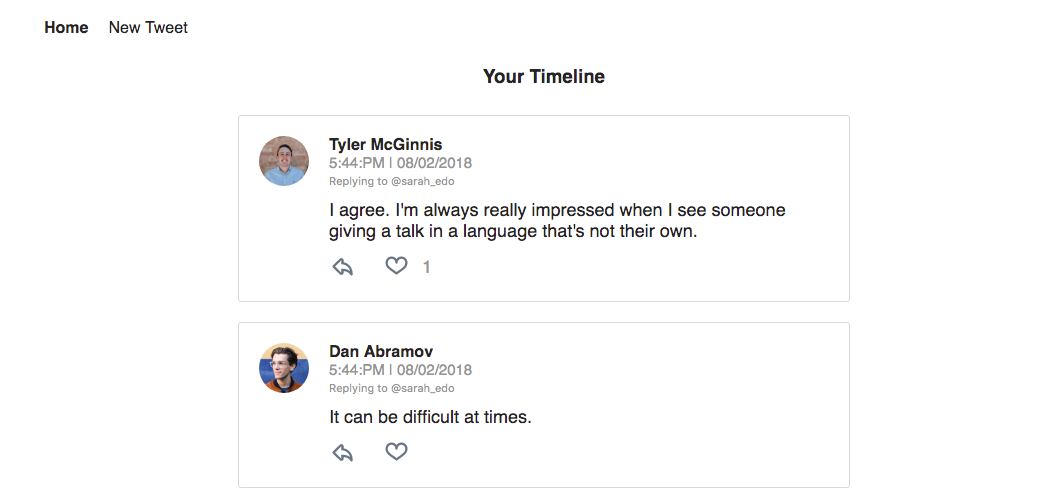 Home New Tweet
Your Timeline
Tyler McGinnis
5:44:PM | 08/02/2018
Replying to @sarah_edo
I agree. I'm always really impressed when I see someone
giving a talk in a language that's not their own.
1
Dan Abramov
5:44:PM | 08/02/2018
Replying to @sarah_edo
It can be difficult at times.